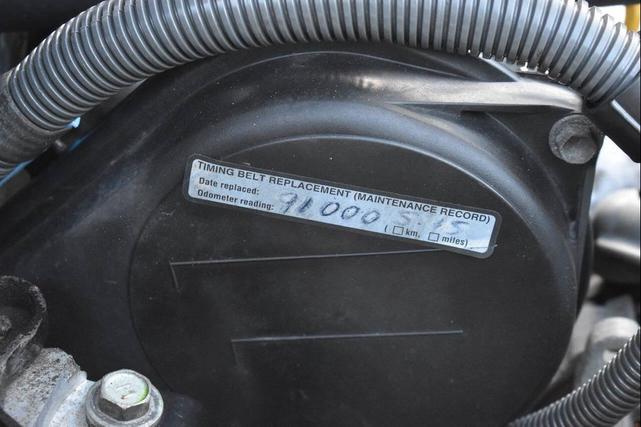 TIMING BELT REPLACEMENT (MAINTENANCE RECORD)
Date replaced: 5.15
Odometer reading: 91000
( ☐ km. ☐ miles)